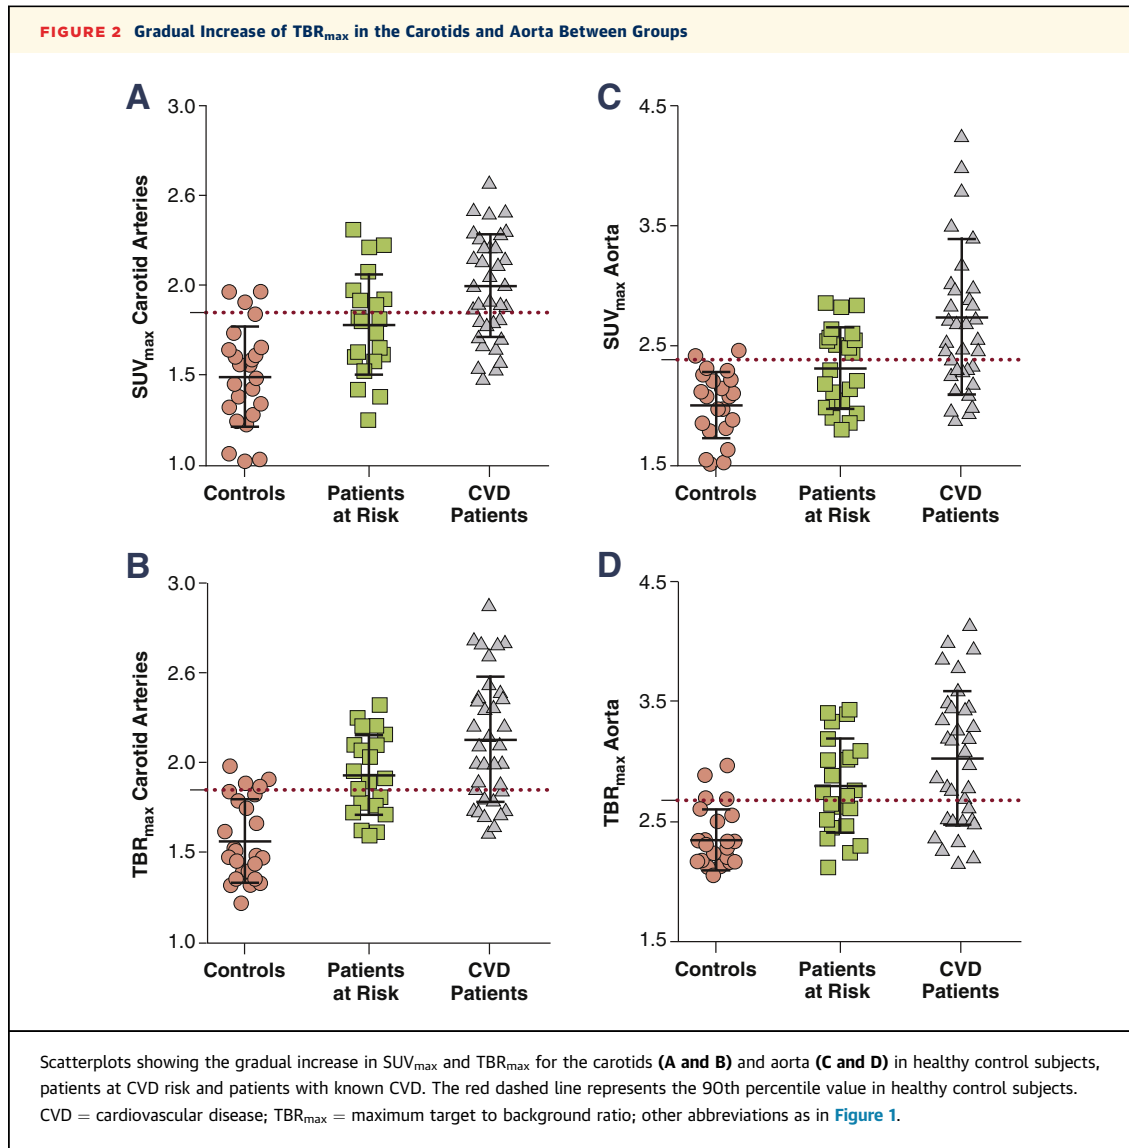 FIGURE 2 Gradual Increase of TBRmax in the Carotids and Aorta Between Groups
A
SUVmax Carotid Arteries
3.0
2.6
2.0
1.5
1.0
Controls
Patients
at Risk
CVD
Patients
C
SUVmax Aorta
4.5
3.5
2.5
1.5
Controls
Patients
at Risk
CVD
Patients
B
TBRmax Carotid Arteries
3.0
2.6
2.0
1.5
1.0
Controls
Patients
at Risk
CVD
Patients
D
TBRmax Aorta
4.5
3.5
2.5
1.5
Controls
Patients
at Risk
CVD
Patients
Scatterplots showing the gradual increase in SUVmax and TBRmax for the carotids (A and B) and aorta (C and D) in healthy control subjects,
patients at CVD risk and patients with known CVD. The red dashed line represents the 90th percentile value in healthy control subjects.
CVD = cardiovascular disease; TBRmax = maximum target to background ratio; other abbreviations as in Figure 1.